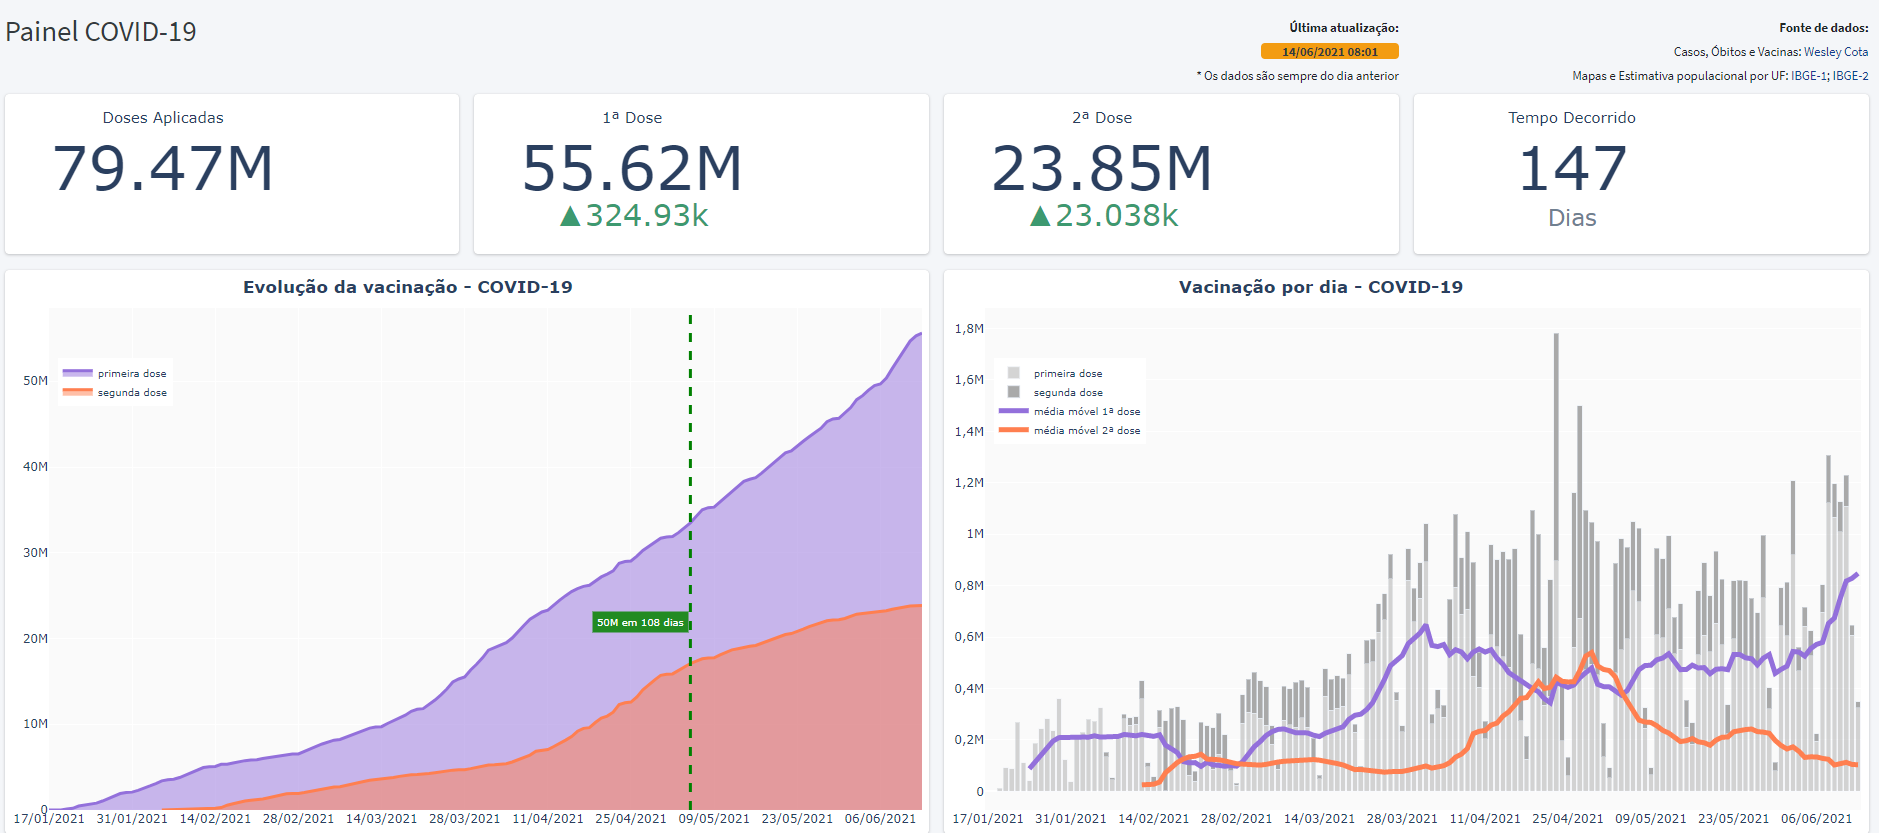 Painel COVID-19
Última atualização:
14/06/2021 08:01
* Os dados são sempre do dia anterior
Fonte de dados:
Casos, Óbitos e Vacinas: Wesley Cota
Mapas e Estimativa populacional por UF: IBGE-1; IBGE-2
Doses Aplicadas
79.47M
1ª Dose
55.62M
▲324.93k
2ª Dose
23.85M
▲23.038k
Tempo Decorrido
147
Dias
Evolução da vacinação - COVID-19
primeira dose
segunda dose
50M em 108 dias
50M
40M
30M
20M
10M
0
17/01/2021 31/01/2021 14/02/2021 28/02/2021 14/03/2021 28/03/2021 11/04/2021 25/04/2021 09/05/2021 23/05/2021 06/06/2021
Vacinação por dia - COVID-19
primeira dose
segunda dose
média móvel 1ª dose
média móvel 2ª dose
1,8M
1,6M
1,4M
1,2M
1M
0,8M
0,6M
0,4M
0,2M
0
17/01/2021 31/01/2021 14/02/2021 28/02/2021 14/03/2021 28/03/2021 11/04/2021 25/04/2021 09/05/2021 23/05/2021 06/06/2021